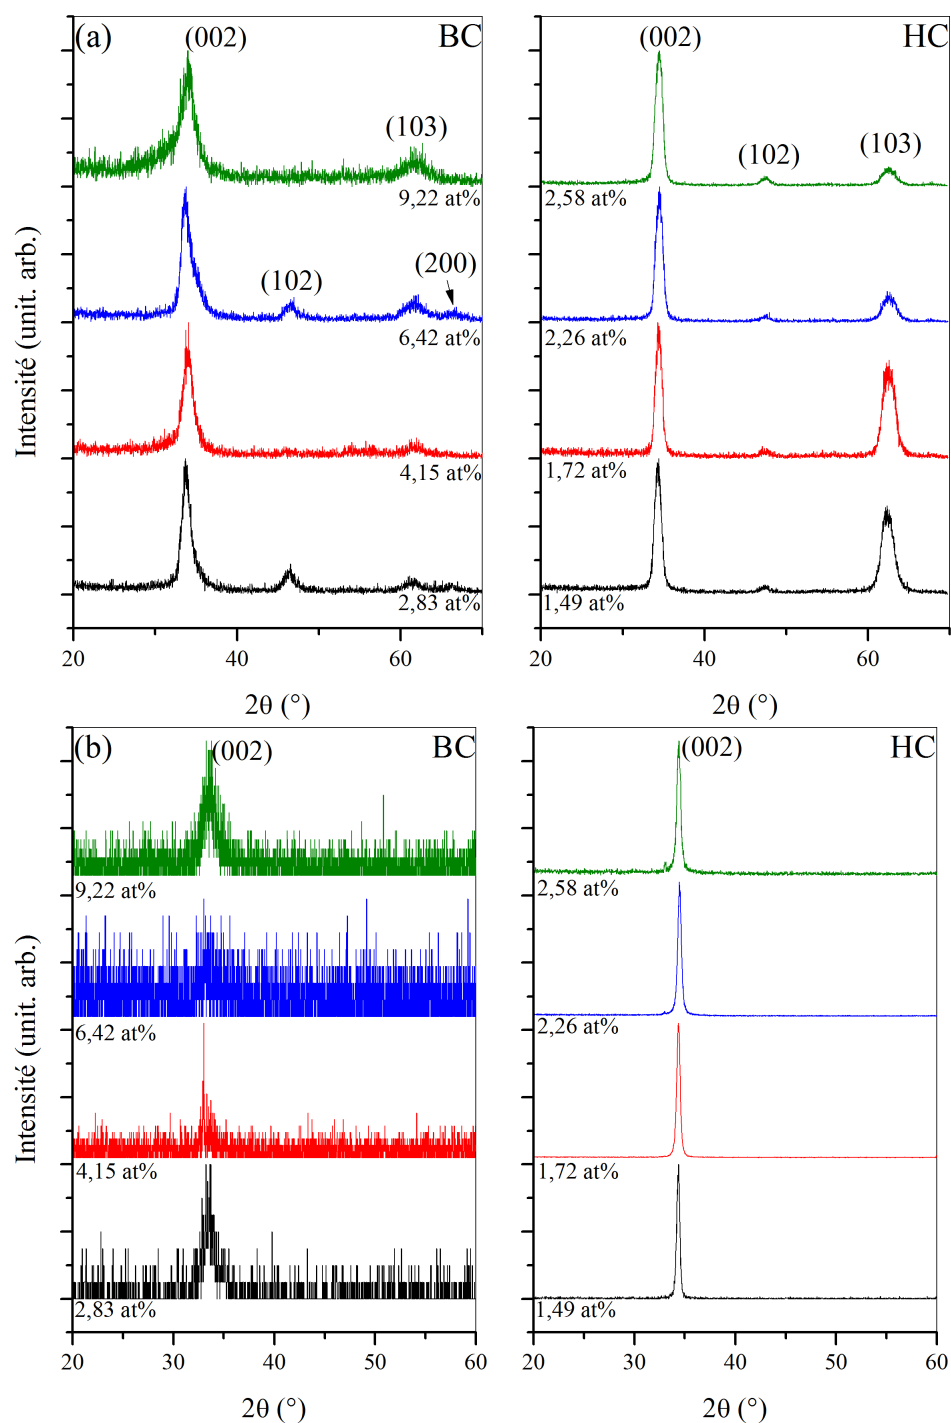 (a) (002) BC
(103)
9,22 at%
(102) (200)
6,42 at%
4,15 at%
2,83 at%
20 40 60
2θ (°)
(002) HC
(102) (103)
2,58 at%
2,26 at%
1,72 at%
1,49 at%
20 40 60
2θ (°)
Intensité (unit. arb.)
(b) (002) BC
9,22 at%
6,42 at%
4,15 at%
2,83 at%
20 30 40 50 60
2θ (°)
(002) HC
2,58 at%
2,26 at%
1,72 at%
1,49 at%
20 30 40 50 60
2θ (°)
Intensité (unit. arb.)